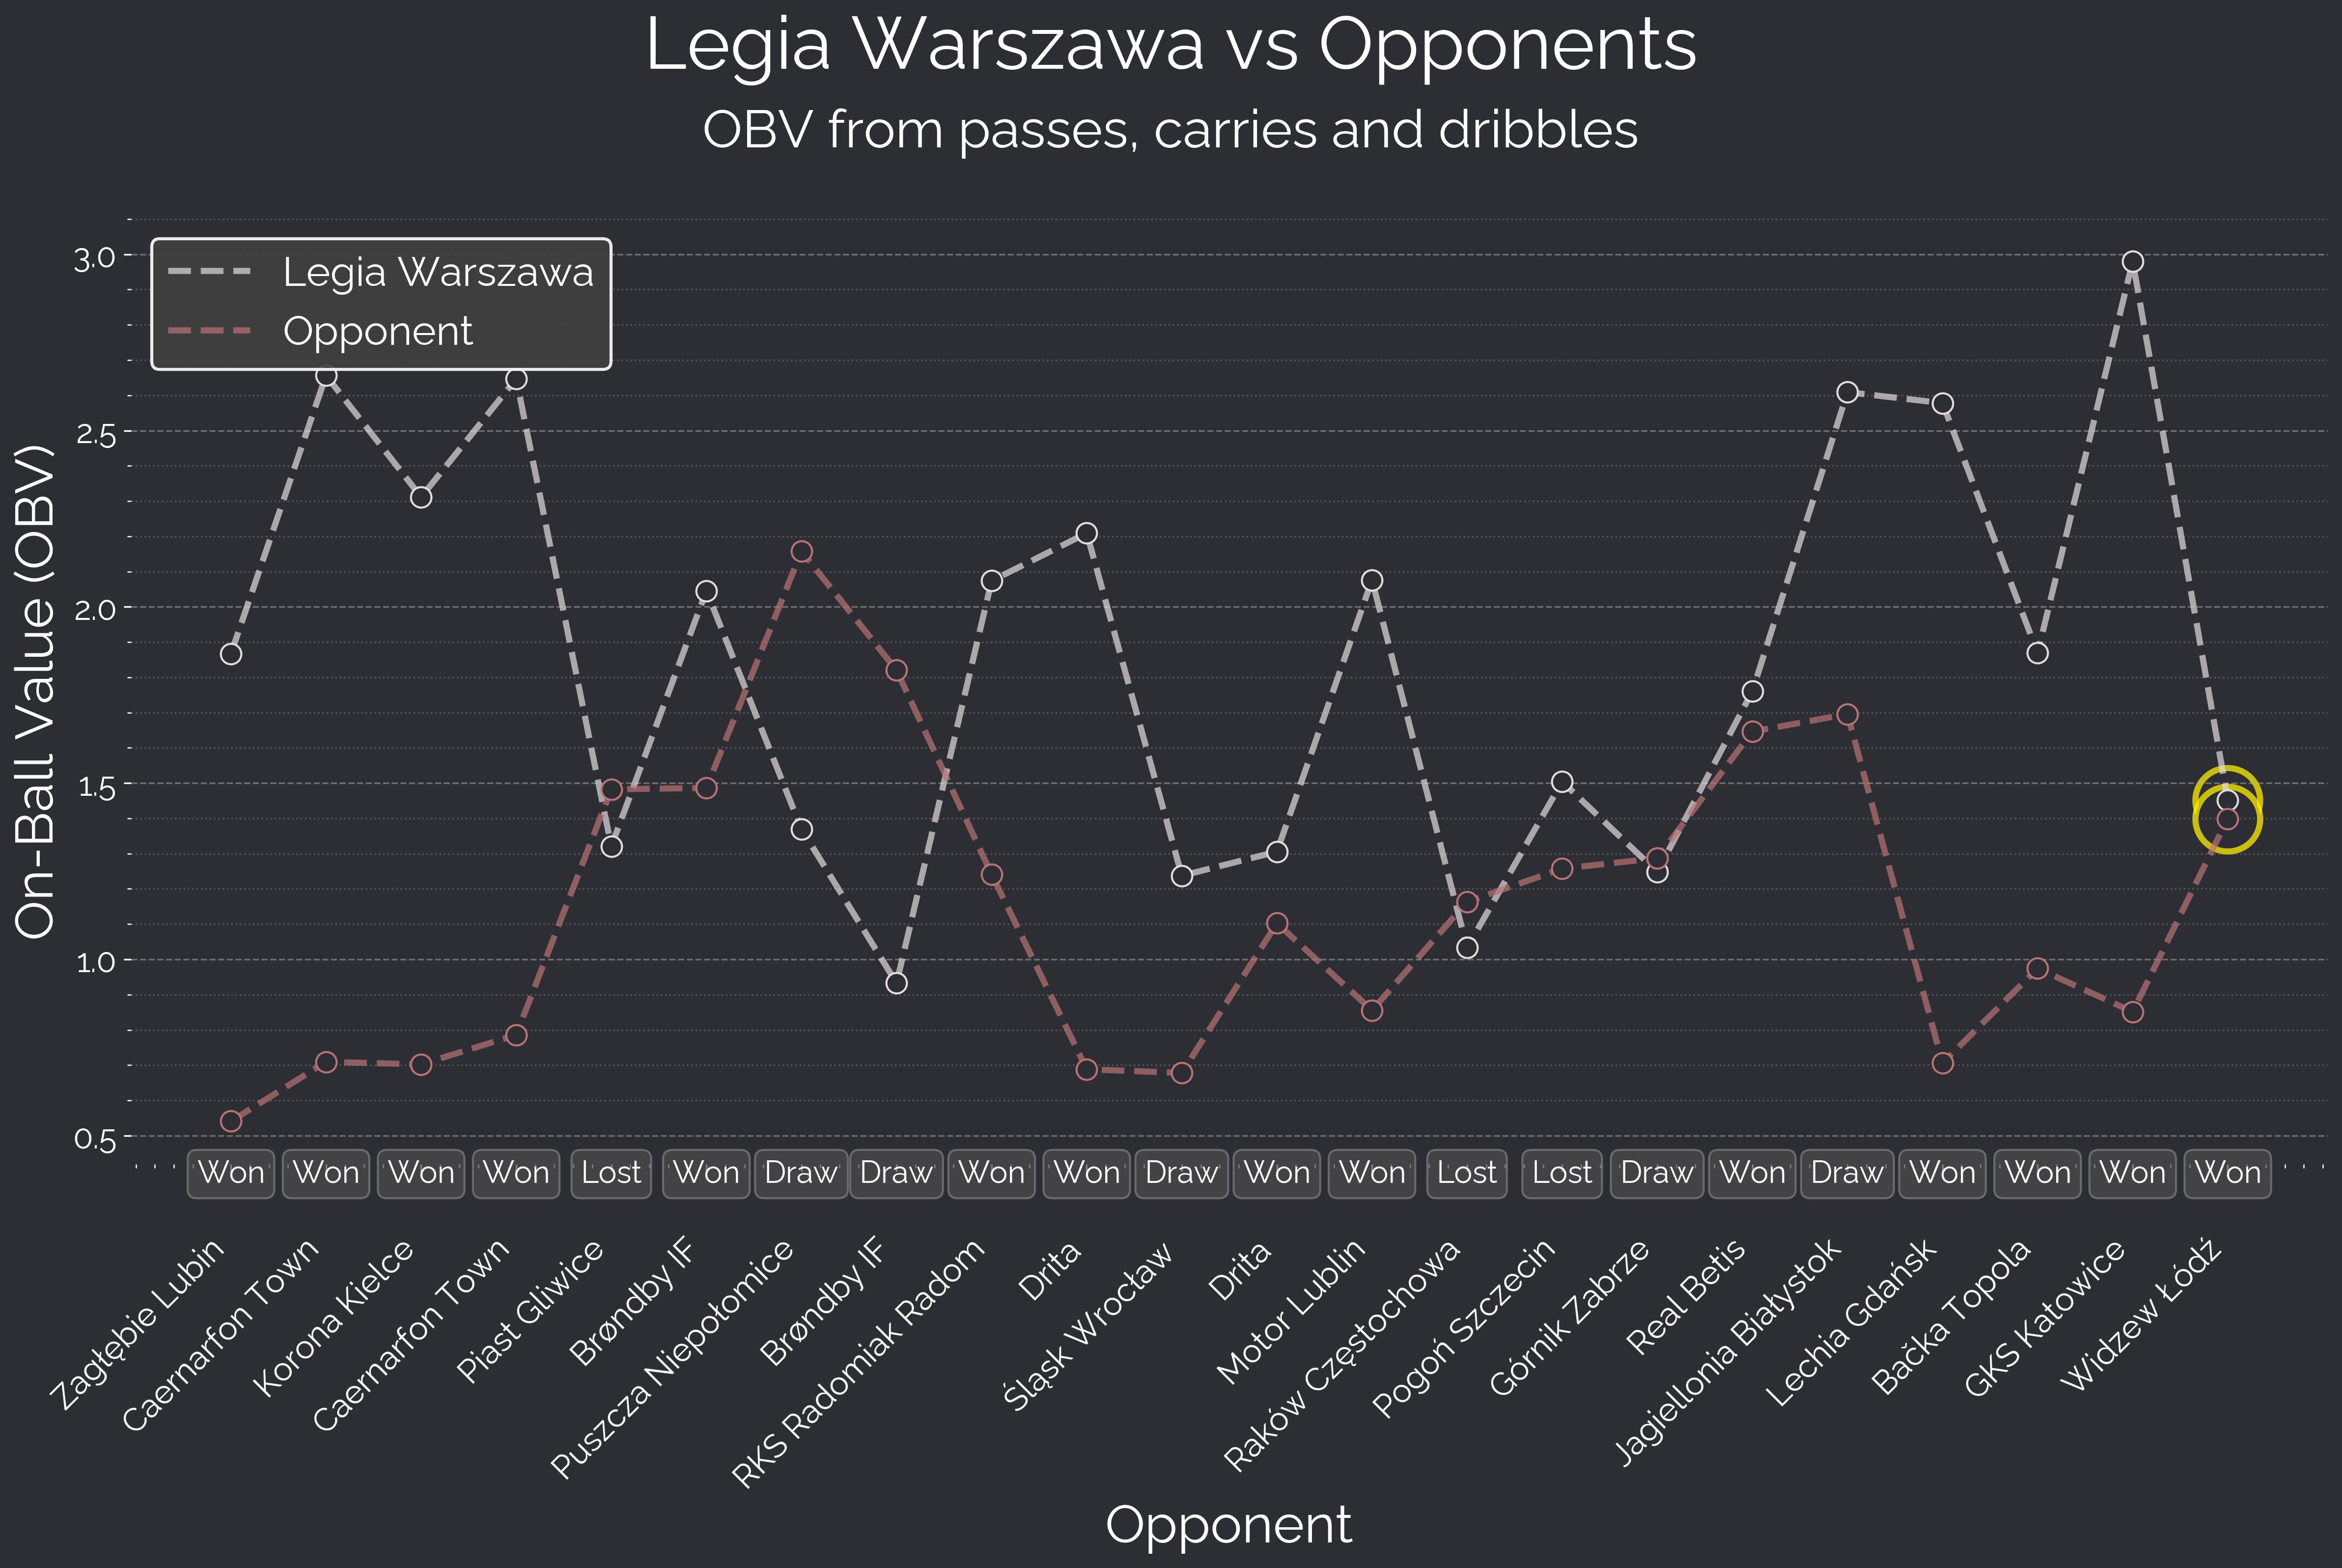 Legia Warszawa vs Opponents
OBV from passes, carries and dribbles
Legia Warszawa
Opponent
On-Ball Value (OBV)
3.0
2.5
2.0
1.5
1.0
0.5
Won Won Won Won Lost Won Draw Draw Won Won Draw Won Won Lost Lost Draw Won Draw Won Won Won Won
Zagłębie Lubin
Caernarfon Town
Korona Kielce
Caernarfon Town
Piast Gliwice
Brøndby IF
Puszcza Niepołomice
Brøndby IF
RKS Radomiak Radom
Drita
Śląsk Wrocław
Drita
Motor Lublin
Raków Częstochowa
Pogoń Szczecin
Górnik Zabrze
Real Betis
Jagiellonia Białystok
Lechia Gdańsk
Bačka Topola
GKS Katowice
Widzew Łódź
Opponent